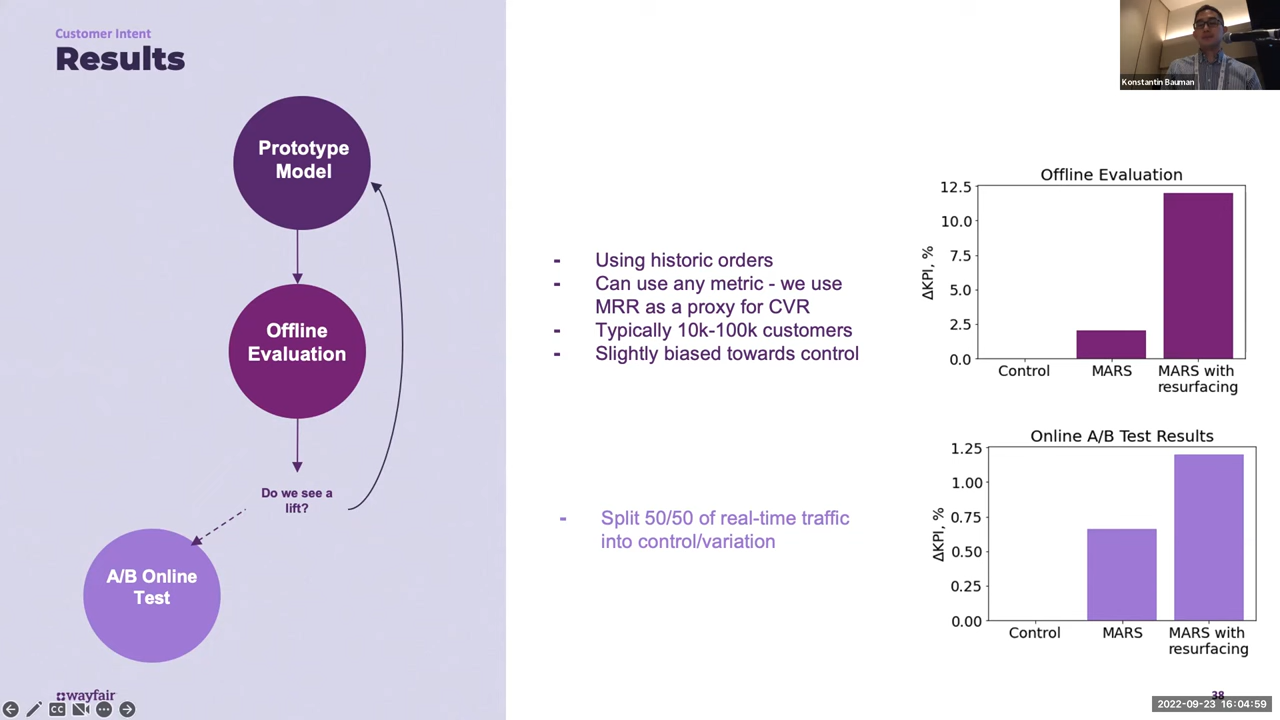 Customer Intent
Results
Prototype
Model
Offline
Evaluation
Do we see a
lift?
A/B Online
Test
wayfair
- Using historic orders
- Can use any metric - we use
MRR as a proxy for CVR
- Typically 10k-100k customers
- Slightly biased towards control
- Split 50/50 of real-time traffic
into control/variation
Konstantin Bauman
Offline Evaluation
ΔKPI, %
12.5
10.0
7.5
5.0
2.5
0.0
Control
MARS
MARS with
resurfacing
Online A/B Test Results
ΔKPI, %
1.25
1.00
0.75
0.50
0.25
0.00
Control
MARS
MARS with
resurfacing
38
CC
2022-09-23 16:04:59